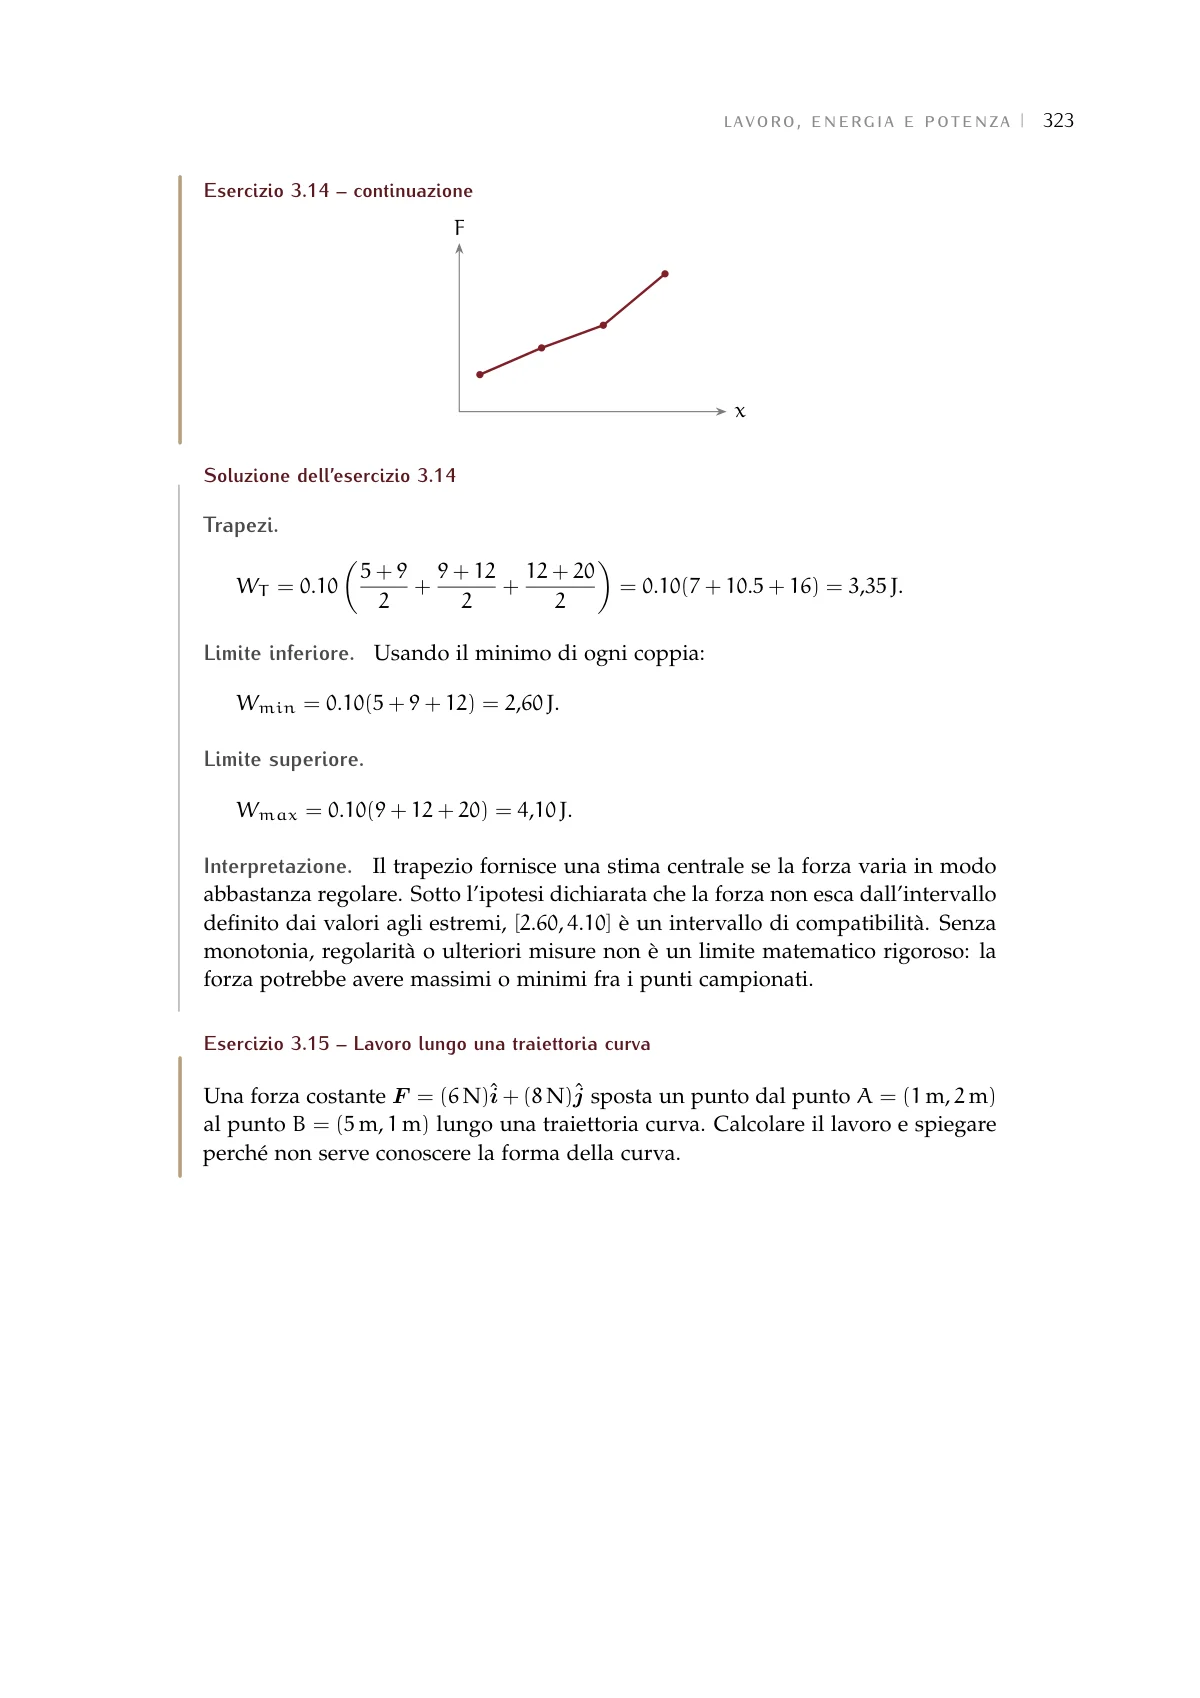 LAVORO, ENERGIA E POTENZA | 323
Esercizio 3.14 – continuazione
F
x
Soluzione dell'esercizio 3.14
Trapezi.
W_T = 0.10 ( (5 + 9)/2 + (9 + 12)/2 + (12 + 20)/2 ) = 0.10(7 + 10.5 + 16) = 3,35 J.
Limite inferiore. Usando il minimo di ogni coppia:
W_min = 0.10(5 + 9 + 12) = 2,60 J.
Limite superiore.
W_max = 0.10(9 + 12 + 20) = 4,10 J.
Interpretazione. Il trapezio fornisce una stima centrale se la forza varia in modo
abbastanza regolare. Sotto l'ipotesi dichiarata che la forza non esca dall'intervallo
definito dai valori agli estremi, [2.60, 4.10] è un intervallo di compatibilità. Senza
monotonia, regolarità o ulteriori misure non è un limite matematico rigoroso: la
forza potrebbe avere massimi o minimi fra i punti campionati.
Esercizio 3.15 – Lavoro lungo una traiettoria curva
Una forza costante F = (6 N)î + (8 N)ĵ sposta un punto dal punto A = (1 m, 2 m)
al punto B = (5 m, 1 m) lungo una traiettoria curva. Calcolare il lavoro e spiegare
perché non serve conoscere la forma della curva.